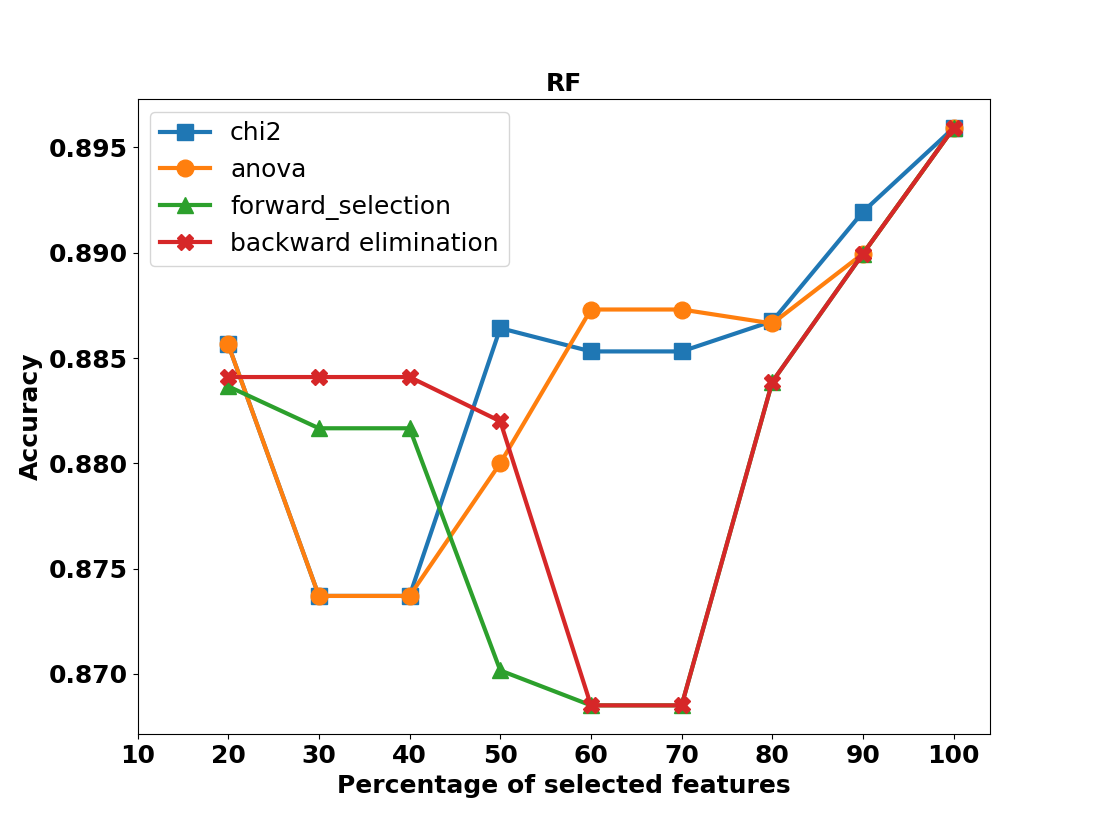 RF
chi2
anova
forward_selection
backward elimination
0.895
0.890
0.885
0.880
0.875
0.870
Accuracy
10 20 30 40 50 60 70 80 90 100
Percentage of selected features